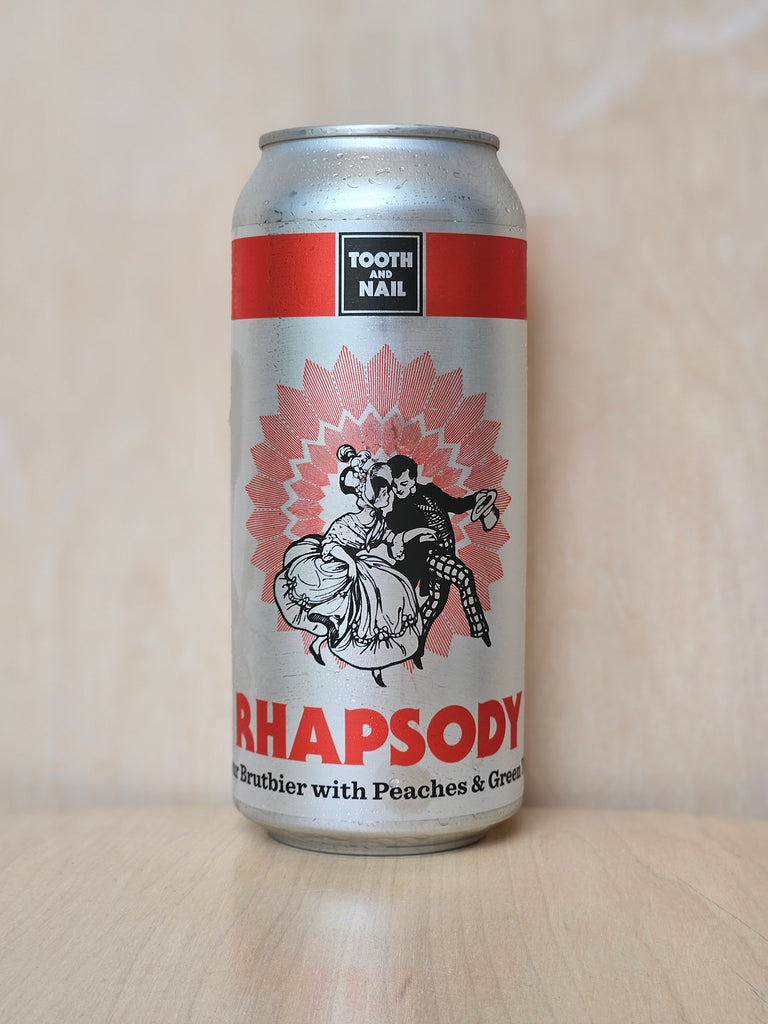 TOOTH
AND
NAIL
RHAPSODY
Brutbier with Peaches & Green